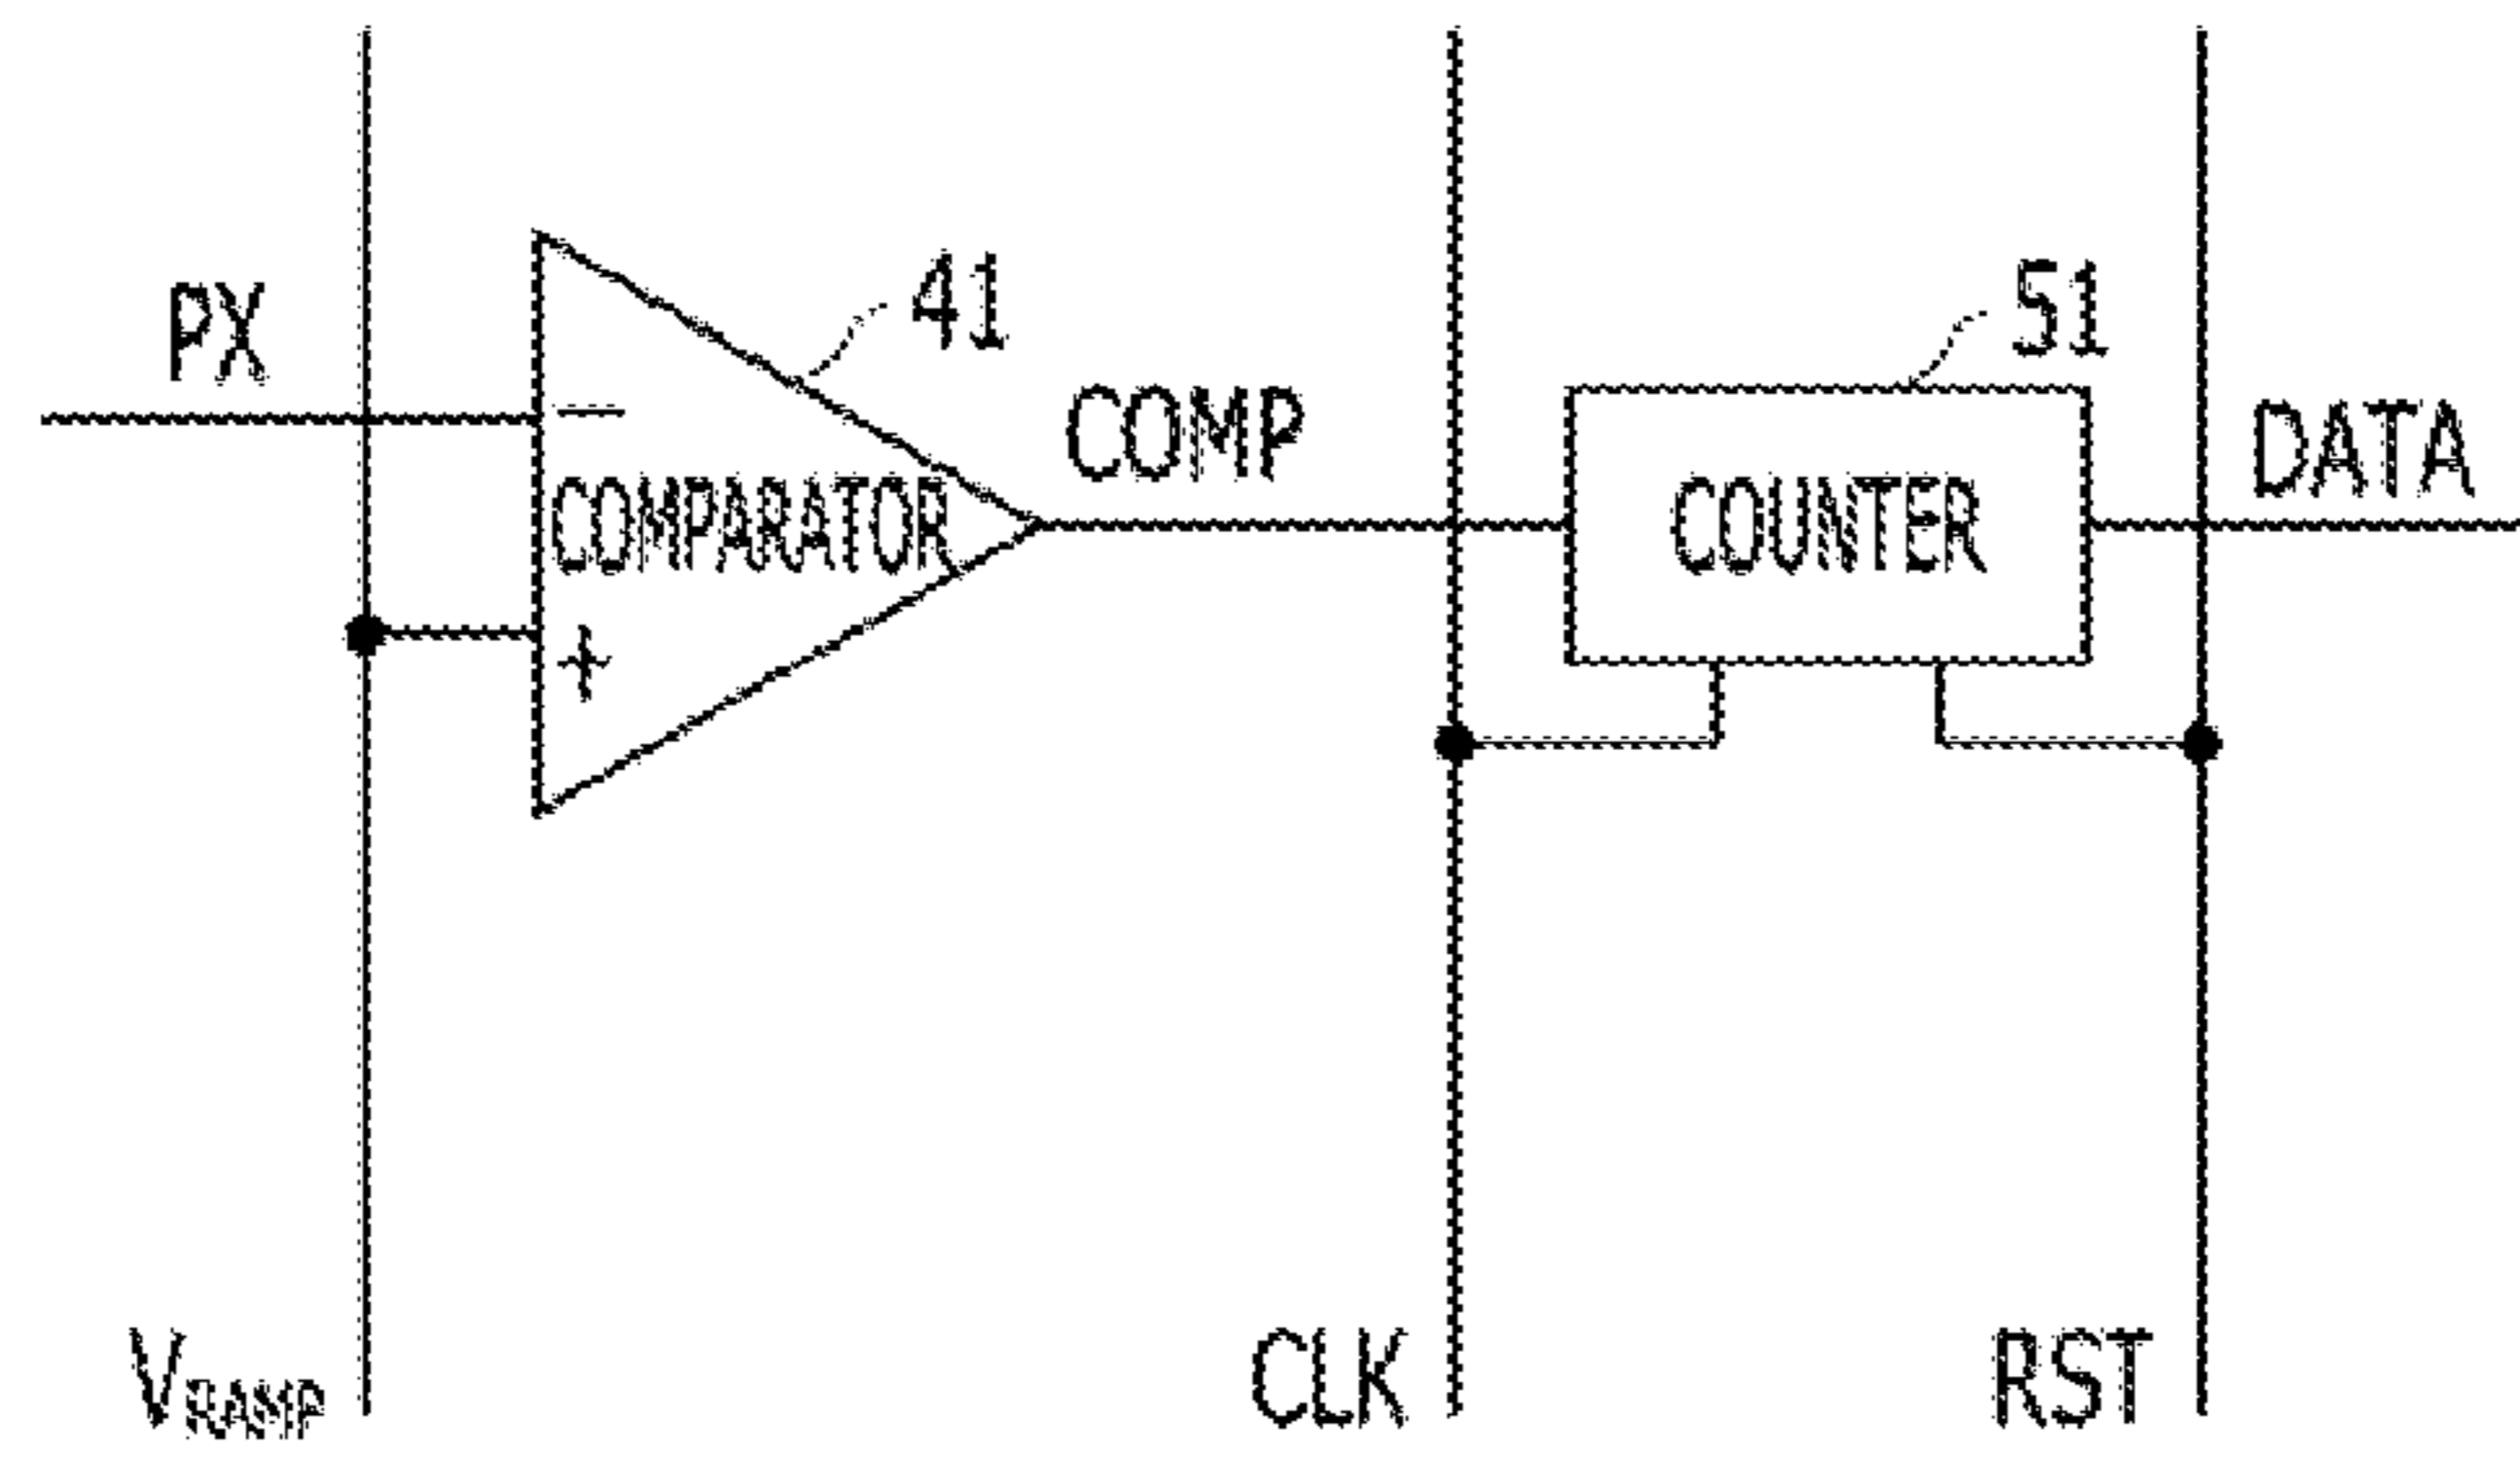 PX
41
51
COMP
DATA
−
COMPARATOR
COUNTER
+
VRAMP
CLK
RST